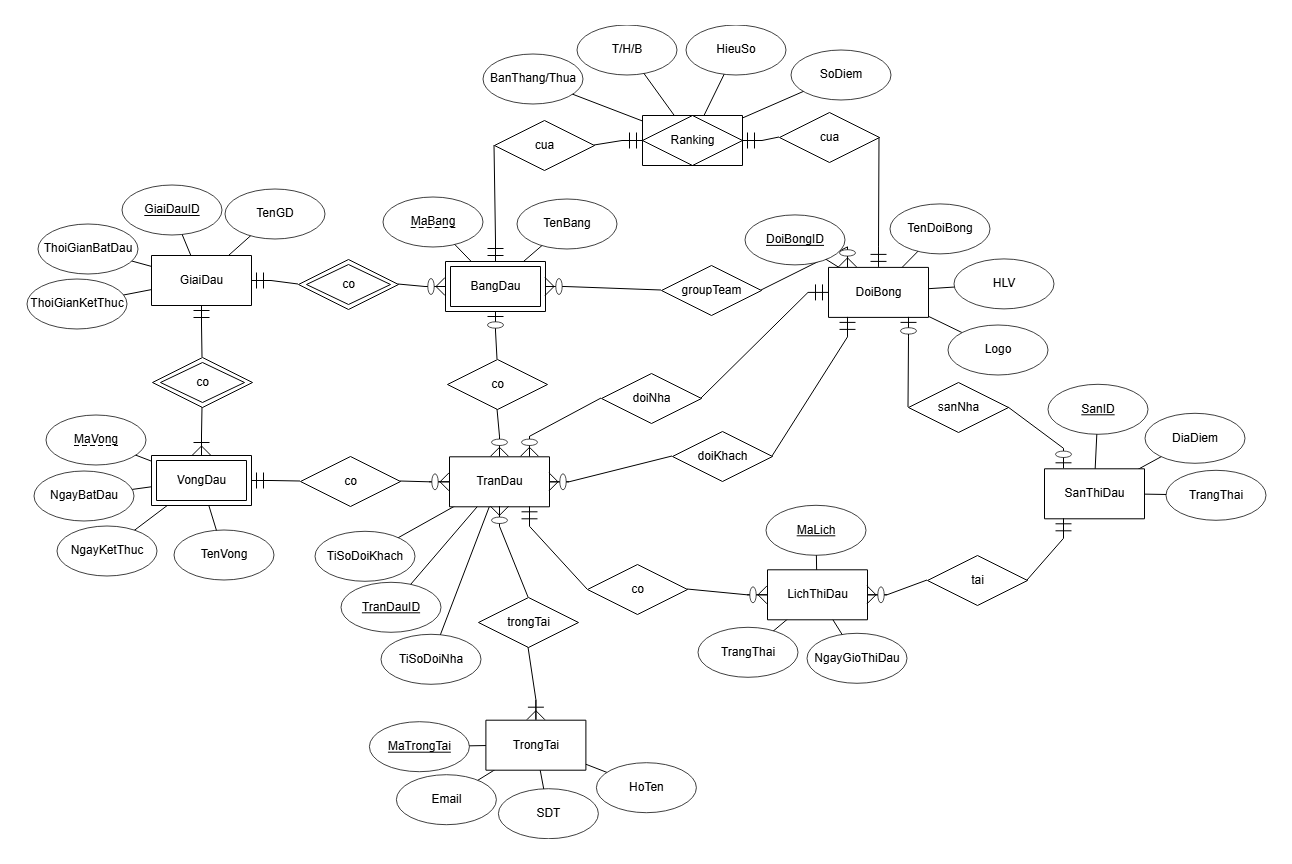 T/H/B
HieuSo
BanThang/Thua
SoDiem
cua
Ranking
cua
GiaiDauID
TenGD
MaBang
TenBang
DoiBongID
TenDoiBong
ThoiGianBatDau
GiaiDau
co
BangDau
groupTeam
DoiBong
HLV
ThoiGianKetThuc
Logo
co
co
doiNha
sanNha
SanID
MaVong
doiKhach
DiaDiem
VongDau
co
TranDau
SanThiDau
TrangThai
NgayBatDau
NgayKetThuc
TenVong
TiSoDoiKhach
MaLich
TranDauID
co
LichThiDau
tai
trongTai
TiSoDoiNha
TrangThai
NgayGioThiDau
MaTrongTai
TrongTai
Email
SDT
HoTen